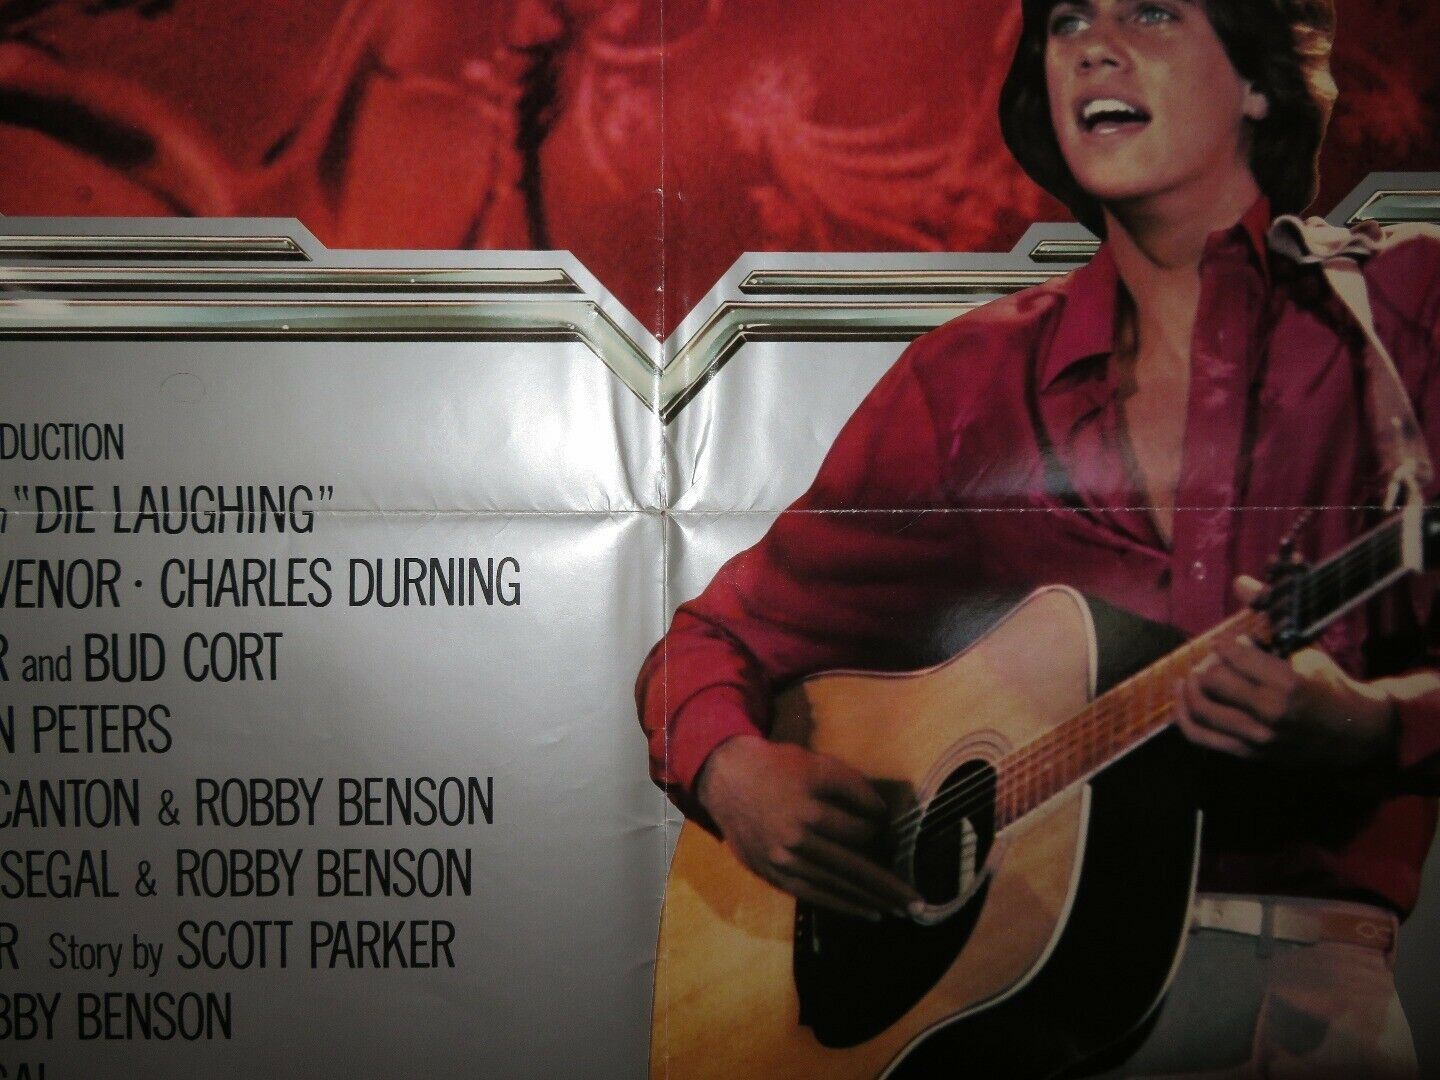 DUCTION
"DIE LAUGHING"
VENOR · CHARLES DURNING
R and BUD CORT
N PETERS
CANTON & ROBBY BENSON
SEGAL & ROBBY BENSON
R Story by SCOTT PARKER
BBY BENSON
GAL